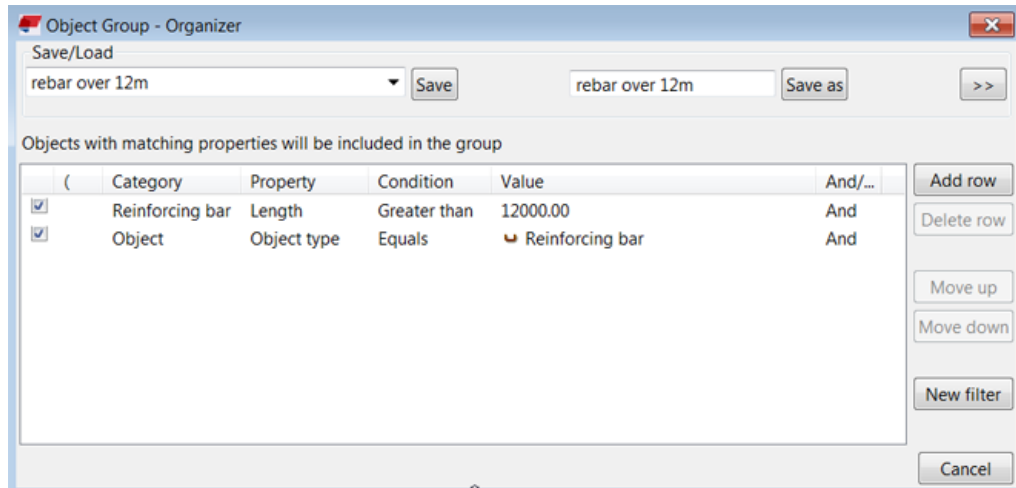 Object Group - Organizer
Save/Load
rebar over 12m Save rebar over 12m Save as >>
Objects with matching properties will be included in the group
( Category Property Condition Value And/... Add row
Reinforcing bar Length Greater than 12000.00 And
Delete row
Object Object type Equals Reinforcing bar And
Move up
Move down
New filter
Cancel